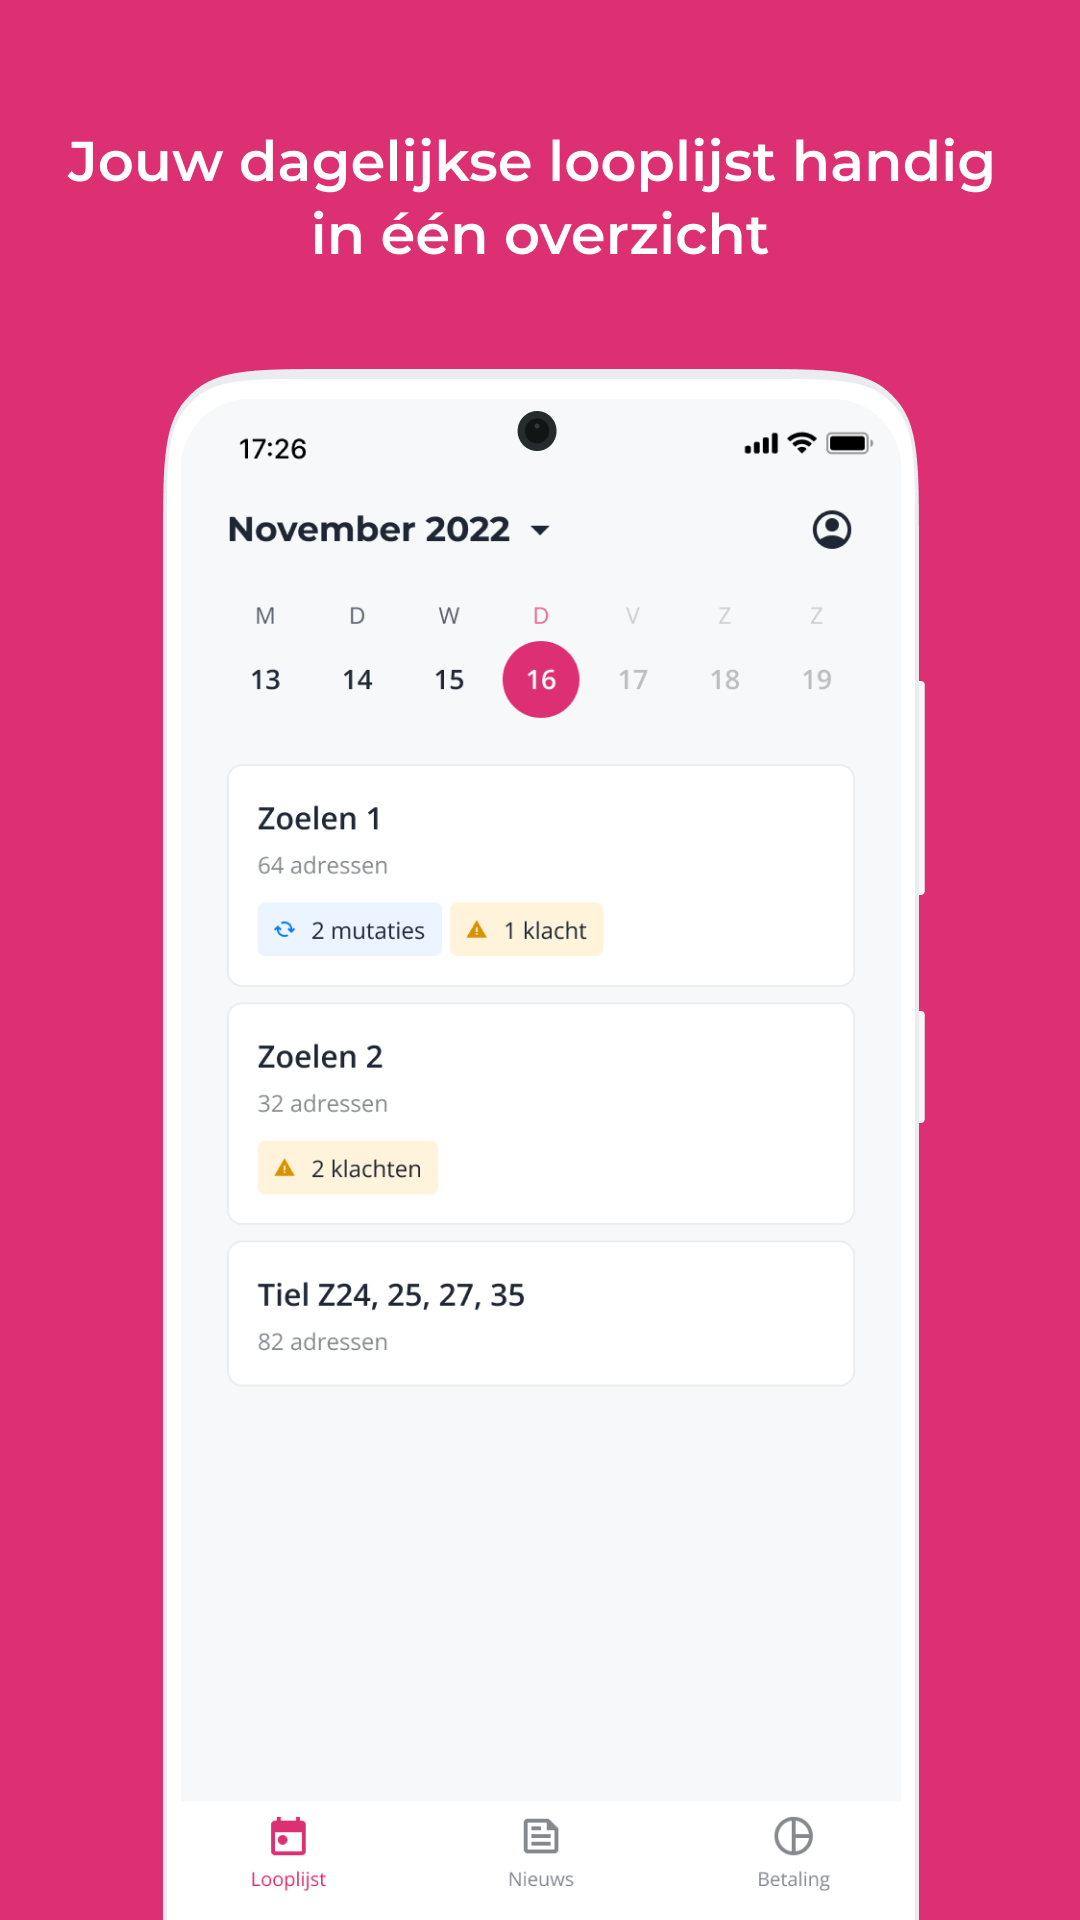 Jouw dagelijkse looplijst handig
in één overzicht
17:26
November 2022
M D W D V Z Z
13 14 15 16 17 18 19
Zoelen 1
64 adressen
2 mutaties 1 klacht
Zoelen 2
32 adressen
2 klachten
Tiel Z24, 25, 27, 35
82 adressen
Looplijst Nieuws Betaling